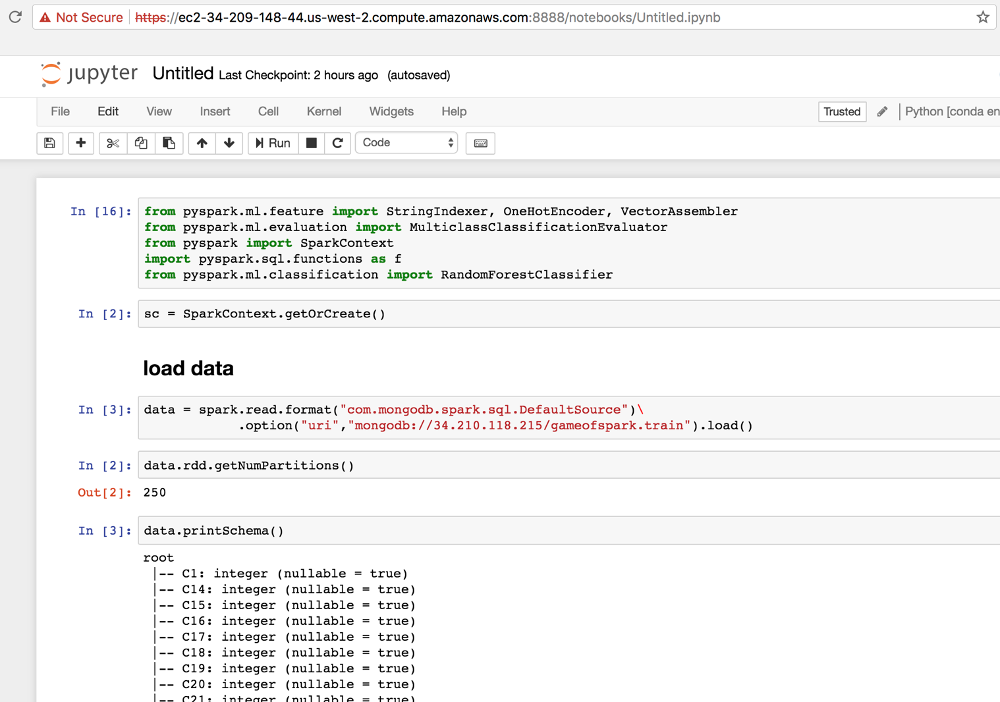 Not Secure https://ec2-34-209-148-44.us-west-2.compute.amazonaws.com:8888/notebooks/Untitled.ipynb
jupyter Untitled Last Checkpoint: 2 hours ago (autosaved)
File Edit View Insert Cell Kernel Widgets Help Trusted Python [conda en
Run Code
In [16]: from pyspark.ml.feature import StringIndexer, OneHotEncoder, VectorAssembler
from pyspark.ml.evaluation import MulticlassClassificationEvaluator
from pyspark import SparkContext
import pyspark.sql.functions as f
from pyspark.ml.classification import RandomForestClassifier
In [2]: sc = SparkContext.getOrCreate()
load data
In [3]: data = spark.read.format("com.mongodb.spark.sql.DefaultSource")\
.option("uri","mongodb://34.210.118.215/gameofspark.train").load()
In [2]: data.rdd.getNumPartitions()
Out[2]: 250
In [3]: data.printSchema()
root
|-- C1: integer (nullable = true)
|-- C14: integer (nullable = true)
|-- C15: integer (nullable = true)
|-- C16: integer (nullable = true)
|-- C17: integer (nullable = true)
|-- C18: integer (nullable = true)
|-- C19: integer (nullable = true)
|-- C20: integer (nullable = true)
|-- C21: integer (nullable = true)